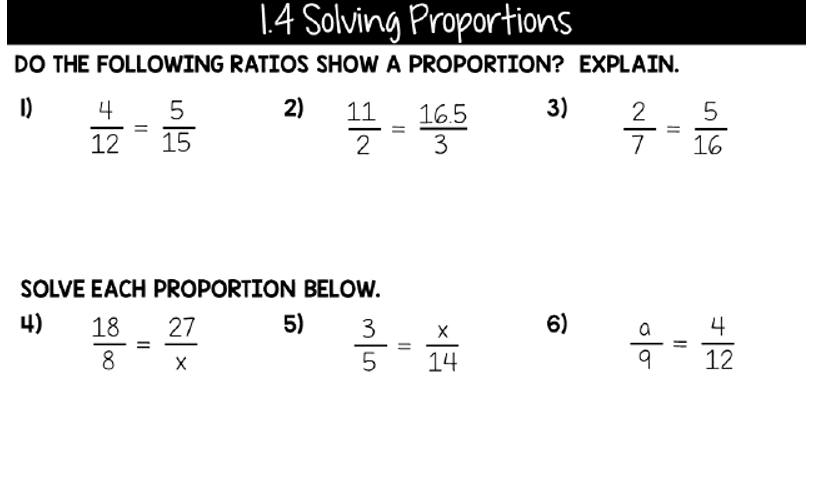 1.4 Solving Proportions
DO THE FOLLOWING RATIOS SHOW A PROPORTION? EXPLAIN.
1) 4/12 = 5/15 2) 11/2 = 16.5/3 3) 2/7 = 5/16
SOLVE EACH PROPORTION BELOW.
4) 18/8 = 27/x 5) 3/5 = x/14 6) a/9 = 4/12